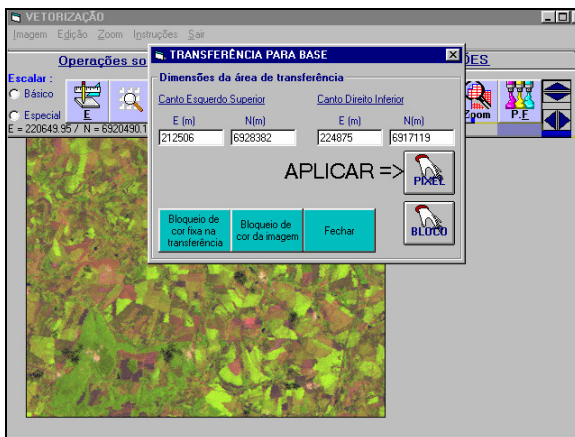 VETORIZAÇÃO
Imagem Edição Zoom Instruções Sair
Operações so
ÕES
Escalar :
Básico
Especial
E
Zoom
P.F
E = 220649.95 / N = 6920490.1
TRANSFERÊNCIA PARA BASE
Dimensões da área de transferência
Canto Esquerdo Superior
Canto Direito Inferior
E (m) N(m) E (m) N(m)
212506 6928382 224875 6917119
APLICAR => PIXEL
Bloqueio de
cor fixa na
transferência
Bloqueio de
cor da imagem
Fechar
BLOCO